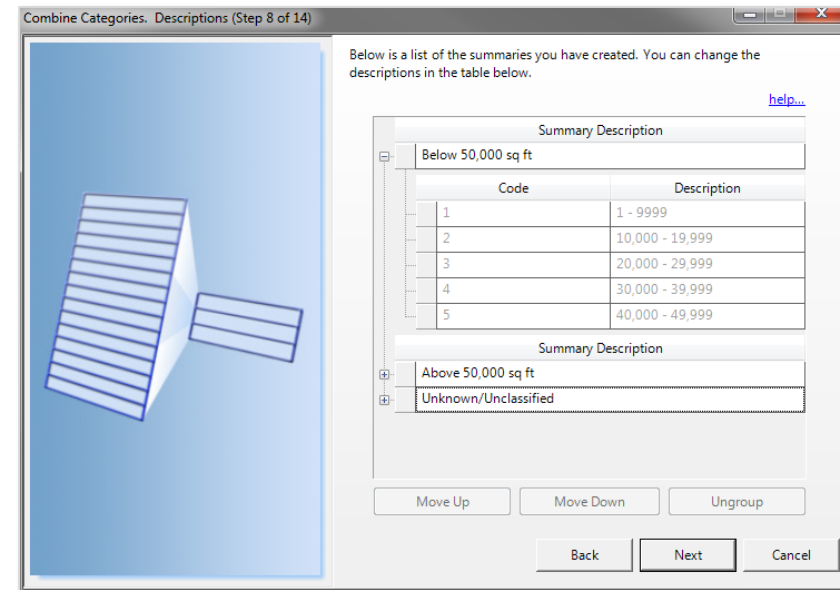 Combine Categories. Descriptions (Step 8 of 14)
Below is a list of the summaries you have created. You can change the
descriptions in the table below.
help...
Summary Description
Below 50,000 sq ft
Code Description
1 1 - 9999
2 10,000 - 19,999
3 20,000 - 29,999
4 30,000 - 39,999
5 40,000 - 49,999
Summary Description
Above 50,000 sq ft
Unknown/Unclassified
Move Up Move Down Ungroup
Back Next Cancel